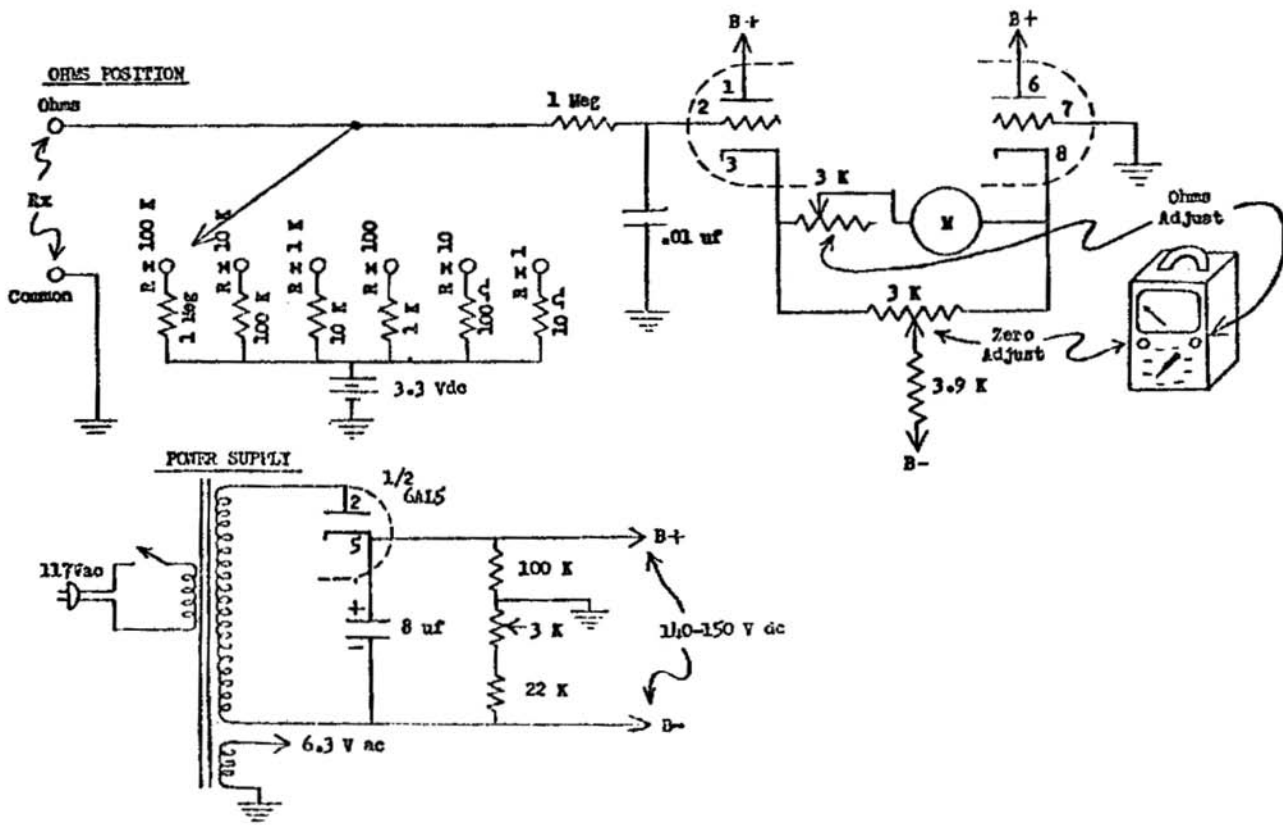 OHMS POSITION
Ohms
Rx
Common
R x 100 K
1 Meg
R x 10 K
100 K
R x 1 K
10 K
R x 100
1 K
R x 10
100Ω
R x 1
10 Ω
3.3 Vdc
1 Meg
.01 uf
B+
1
2
3
B+
6
7
8
3 K
M
Ohms
Adjust
3 K
Zero
Adjust
3.9 K
B-
POWER SUPPLY
117Vac
1/2
6AL5
2
5
+
8 uf
-
100 K
3 K
22 K
B+
140-150 V dc
B-
6.3 V ac